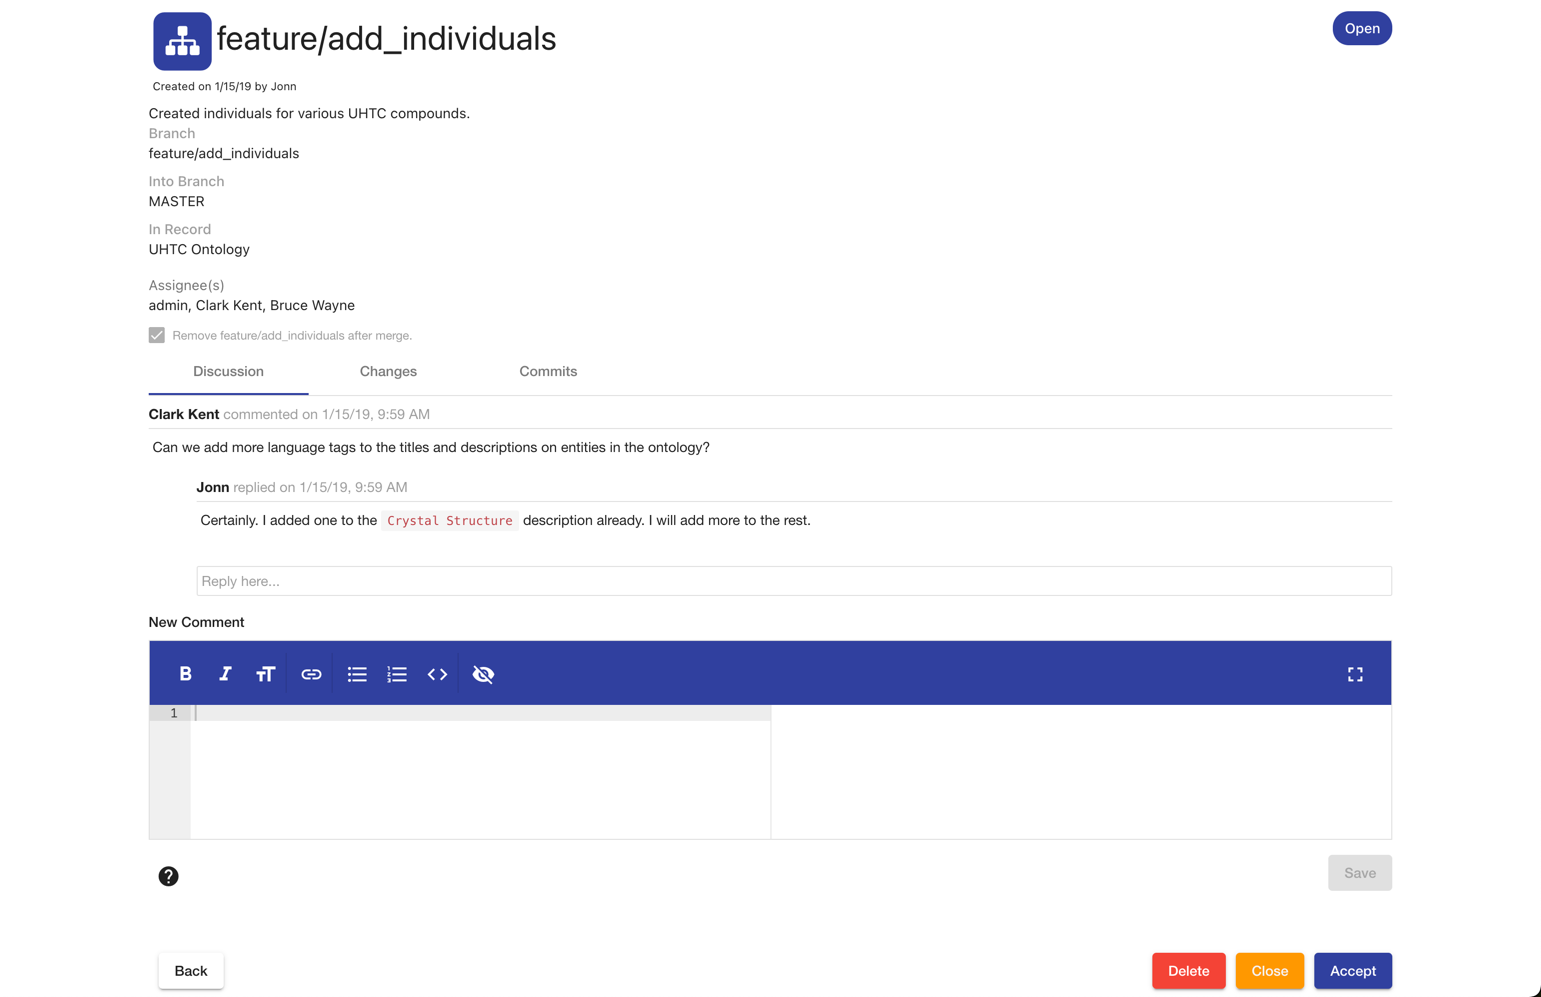 feature/add_individuals
Open
Created on 1/15/19 by Jonn
Created individuals for various UHTC compounds.
Branch
feature/add_individuals
Into Branch
MASTER
In Record
UHTC Ontology
Assignee(s)
admin, Clark Kent, Bruce Wayne
Remove feature/add_individuals after merge.
Discussion Changes Commits
Clark Kent commented on 1/15/19, 9:59 AM
Can we add more language tags to the titles and descriptions on entities in the ontology?
Jonn replied on 1/15/19, 9:59 AM
Certainly. I added one to the Crystal Structure description already. I will add more to the rest.
Reply here...
New Comment
1
Save
Back Delete Close Accept